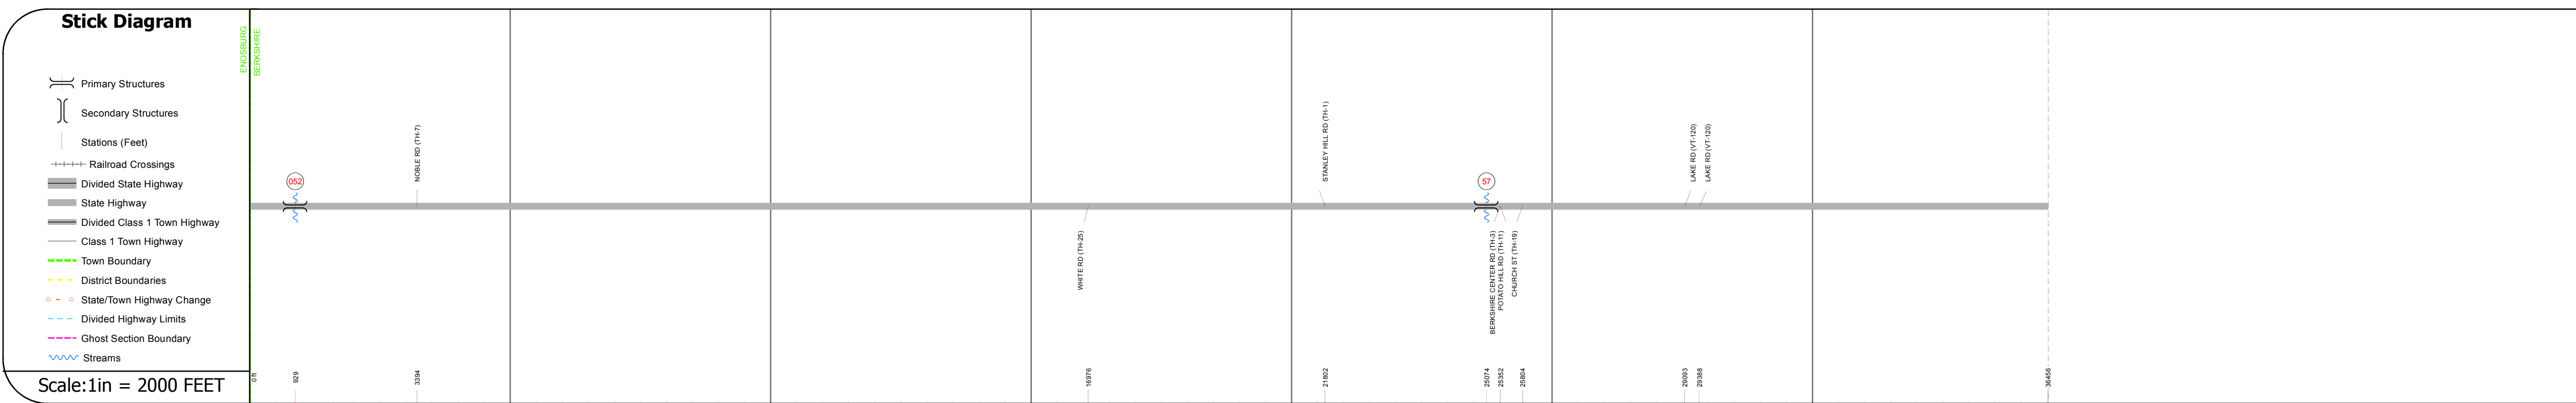 Stick Diagram
Primary Structures
Secondary Structures
Stations (Feet)
Railroad Crossings
Divided State Highway
State Highway
Divided Class 1 Town Highway
Class 1 Town Highway
Town Boundary
District Boundaries
State/Town Highway Change
Divided Highway Limits
Ghost Section Boundary
Streams
Scale:1in = 2000 FEET
ENOSBURG
BERKSHIRE
052
NOBLE RD (TH-7)
WHITE RD (TH-25)
STANLEY HILL RD (TH-1)
57
BERKSHIRE CENTER RD (TH-3)
POTATO HILL RD (TH-11)
CHURCH ST (TH-19)
LAKE RD (VT-120)
LAKE RD (VT-120)
0 ft
929
3394
16976
21802
25074
25352
25804
29093
29388
36456